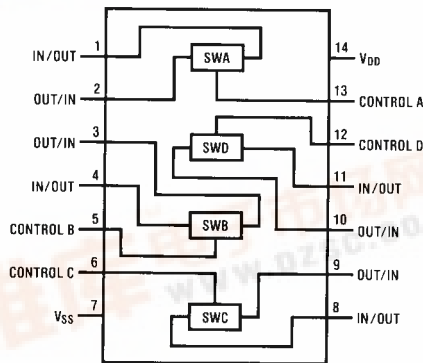 IN/OUT 1
OUT/IN 2
OUT/IN 3
IN/OUT 4
CONTROL B 5
CONTROL C 6
VSS 7
SWA
SWD
SWB
SWC
14 VDD
13 CONTROL A
12 CONTROL D
11 IN/OUT
10 OUT/IN
9 OUT/IN
8 IN/OUT